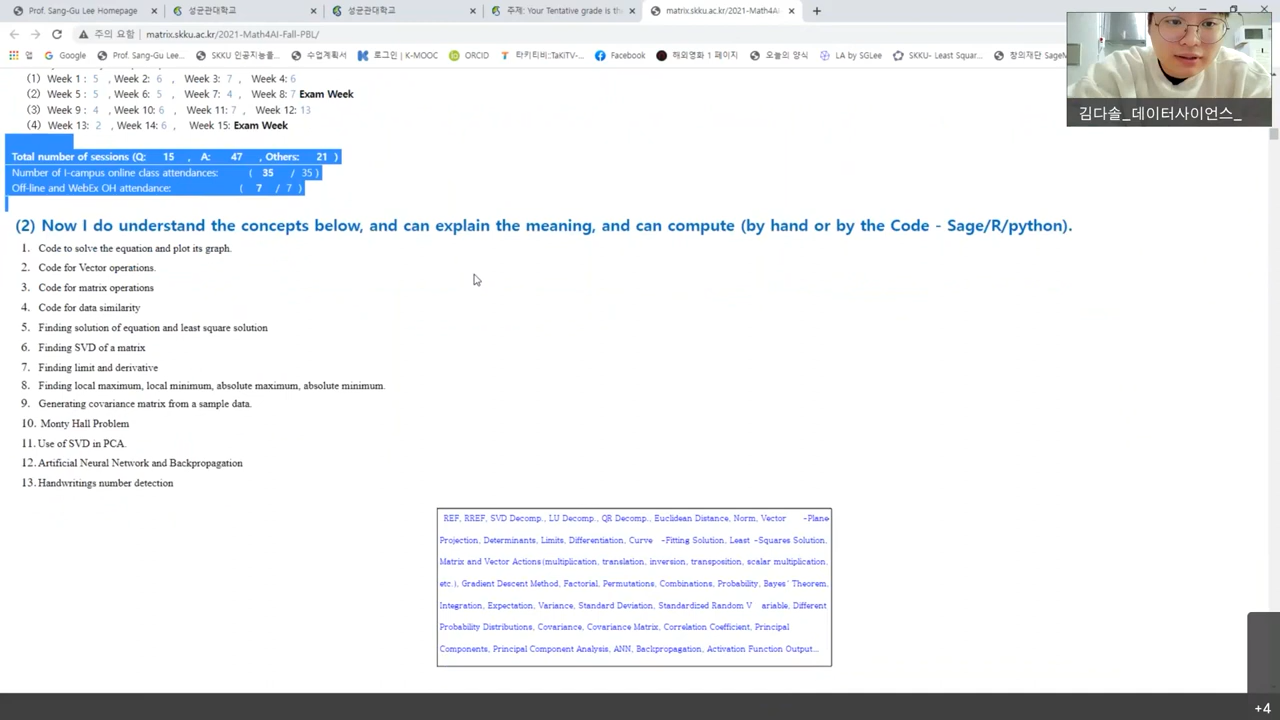 Prof. Sang-Gu Lee Homepage
성균관대학교
성균관대학교
주제: Your Tentative grade is the
matrix.skku.ac.kr/2021-Math4AI
주의 요함 | matrix.skku.ac.kr/2021-Math4AI-Fall-PBL/
앱 Google Prof. Sang-Gu Lee... SKKU 인공지능총... 수업계획서 로그인 | K-MOOC ORCID 타키티비::TaKiTV-... Facebook 해외영화 1 페이지 오늘의 양식 LA by SGLee SKKU- Least Squar... 창의재단 SageM
(1) Week 1 : 5 , Week 2: 6 , Week 3: 7 , Week 4: 6
(2) Week 5 : 5 , Week 6: 5 , Week 7: 4 , Week 8: 7 Exam Week
(3) Week 9 : 4 , Week 10: 6 , Week 11: 7 , Week 12: 13
(4) Week 13: 2 , Week 14: 6 , Week 15: Exam Week
Total number of sessions (Q: 15 , A: 47 , Others: 21 )
Number of I-campus online class attendances: ( 35 / 35 )
Off-line and WebEx OH attendance: ( 7 / 7 )
(2) Now I do understand the concepts below, and can explain the meaning, and can compute (by hand or by the Code - Sage/R/python).
1. Code to solve the equation and plot its graph.
2. Code for Vector operations.
3. Code for matrix operations
4. Code for data similarity
5. Finding solution of equation and least square solution
6. Finding SVD of a matrix
7. Finding limit and derivative
8. Finding local maximum, local minimum, absolute maximum, absolute minimum.
9. Generating covariance matrix from a sample data.
10. Monty Hall Problem
11. Use of SVD in PCA.
12. Artificial Neural Network and Backpropagation
13. Handwritings number detection
REF, RREF, SVD Decomp., LU Decomp., QR Decomp., Euclidean Distance, Norm, Vector -Plane
Projection, Determinants, Limits, Differentiation, Curve -Fitting Solution, Least -Squares Solution,
Matrix and Vector Actions(multiplication, translation, inversion, transposition, scalar multiplication,
etc.), Gradient Descent Method, Factorial, Permutations, Combinations, Probability, Bayes' Theorem,
Integration, Expectation, Variance, Standard Deviation, Standardized Random V ariable, Different
Probability Distributions, Covariance, Covariance Matrix, Correlation Coefficient, Principal
Components, Principal Component Analysis, ANN, Backpropagation, Activation Function Output...
김다솔_데이터사이언스_
+4